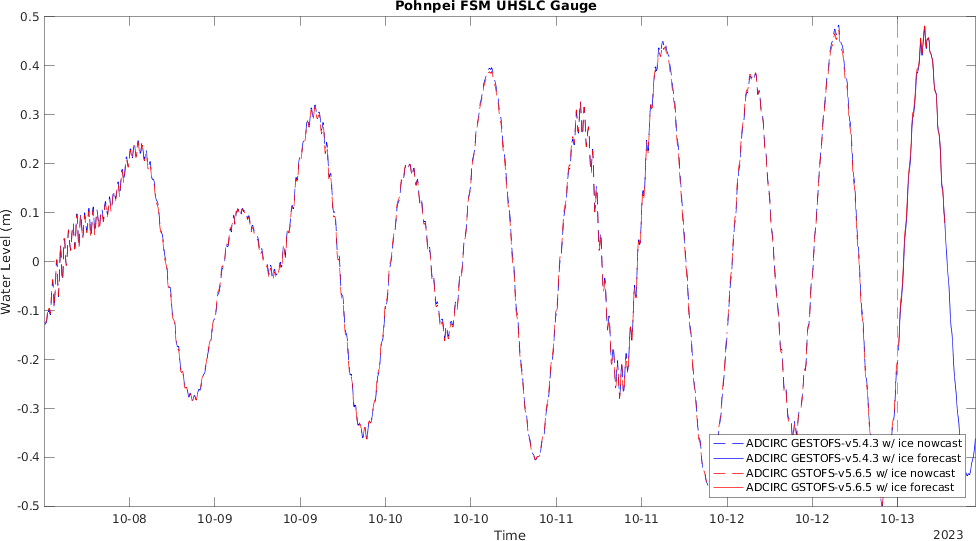 Pohnpei FSM UHSLC Gauge
0.5
0.4
0.3
0.2
0.1
0
-0.1
-0.2
-0.3
-0.4
-0.5
Water Level (m)
ADCIRC GESTOFS-v5.4.3 w/ ice nowcast
ADCIRC GESTOFS-v5.4.3 w/ ice forecast
ADCIRC GSTOFS-v5.6.5 w/ ice nowcast
ADCIRC GSTOFS-v5.6.5 w/ ice forecast
10-08 10-09 10-09 10-10 10-10 10-11 10-11 10-12 10-12 10-13
Time
2023